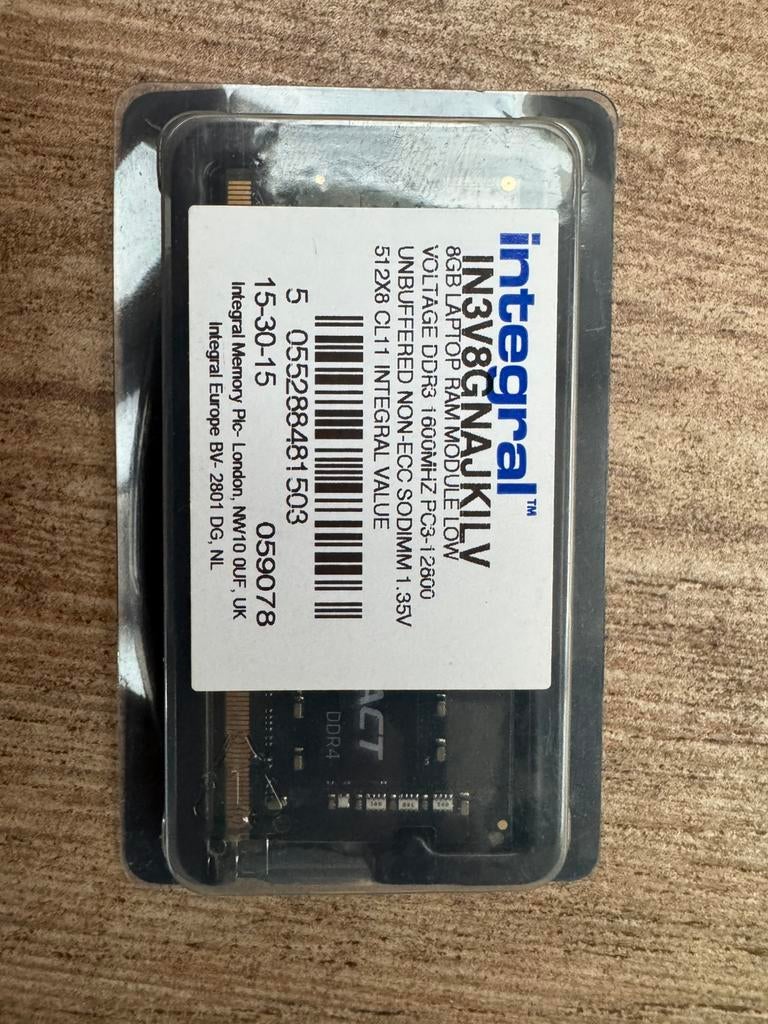 integral™
IN3V8GNAJKILV
8GB LAPTOP RAM MODULE LOW
VOLTAGE DDR3 1600MHZ PC3-12800
UNBUFFERED NON-ECC SODIMM 1.35V
512X8 CL11 INTEGRAL VALUE
5 055288481503
15-30-15 059078
Integral Memory Plc- London, NW10 0UF, UK
Integral Europe BV- 2801 DG, NL
ACT
DDR4